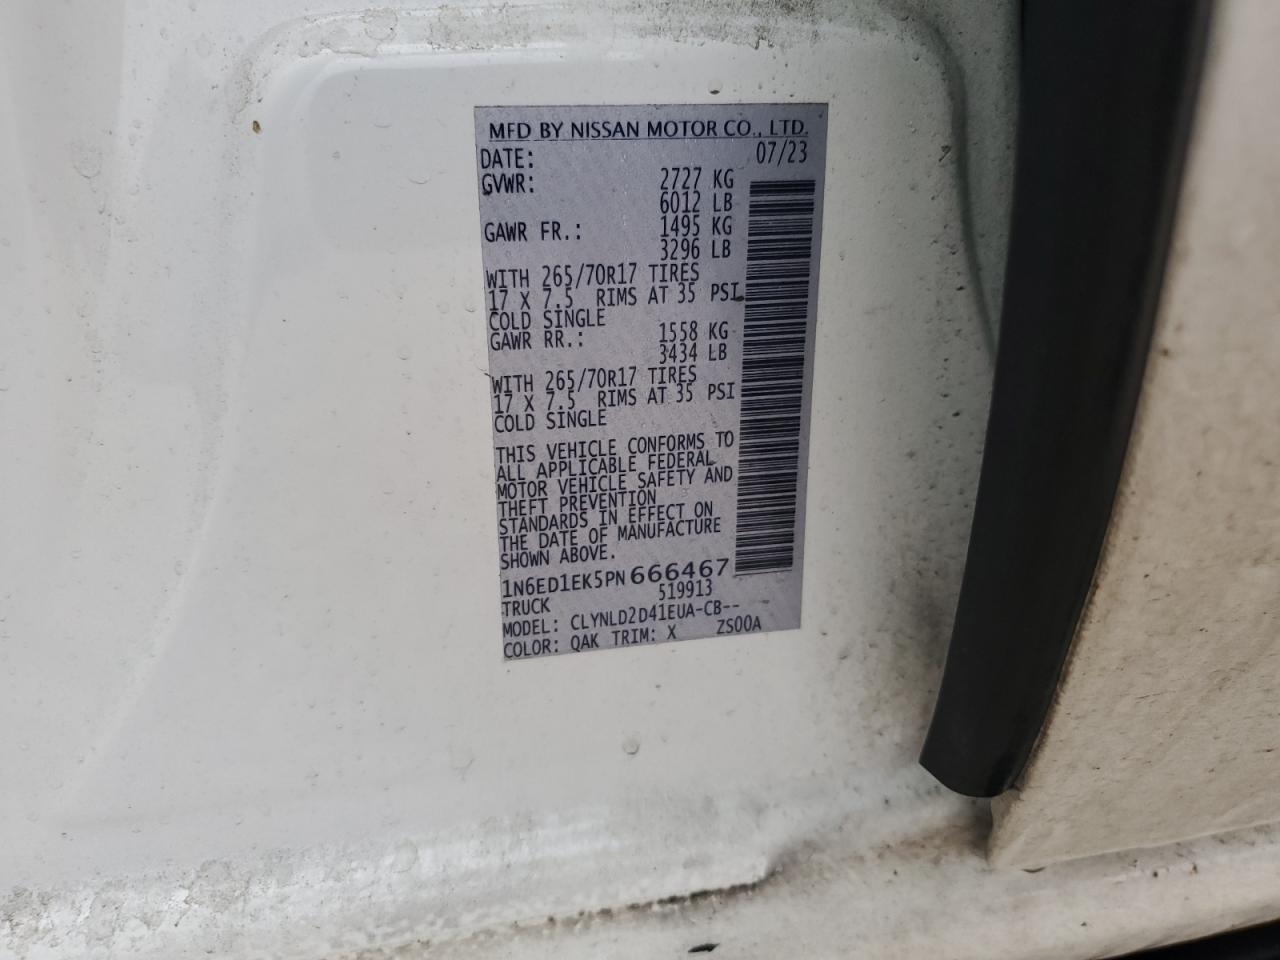 MFD BY NISSAN MOTOR CO., LTD.
DATE: 07/23
GVWR: 2727 KG
6012 LB
GAWR FR.: 1495 KG
3296 LB
WITH 265/70R17 TIRES
17 X 7.5 RIMS AT 35 PSI
COLD SINGLE
GAWR RR.: 1558 KG
3434 LB
WITH 265/70R17 TIRES
17 X 7.5 RIMS AT 35 PSI
COLD SINGLE
THIS VEHICLE CONFORMS TO
ALL APPLICABLE FEDERAL
MOTOR VEHICLE SAFETY AND
THEFT PREVENTION
STANDARDS IN EFFECT ON
THE DATE OF MANUFACTURE
SHOWN ABOVE.
1N6ED1EK5PN666467
TRUCK 519913
MODEL: CLYNLD2D41EUA-CB--
COLOR: QAK TRIM: X ZS00A